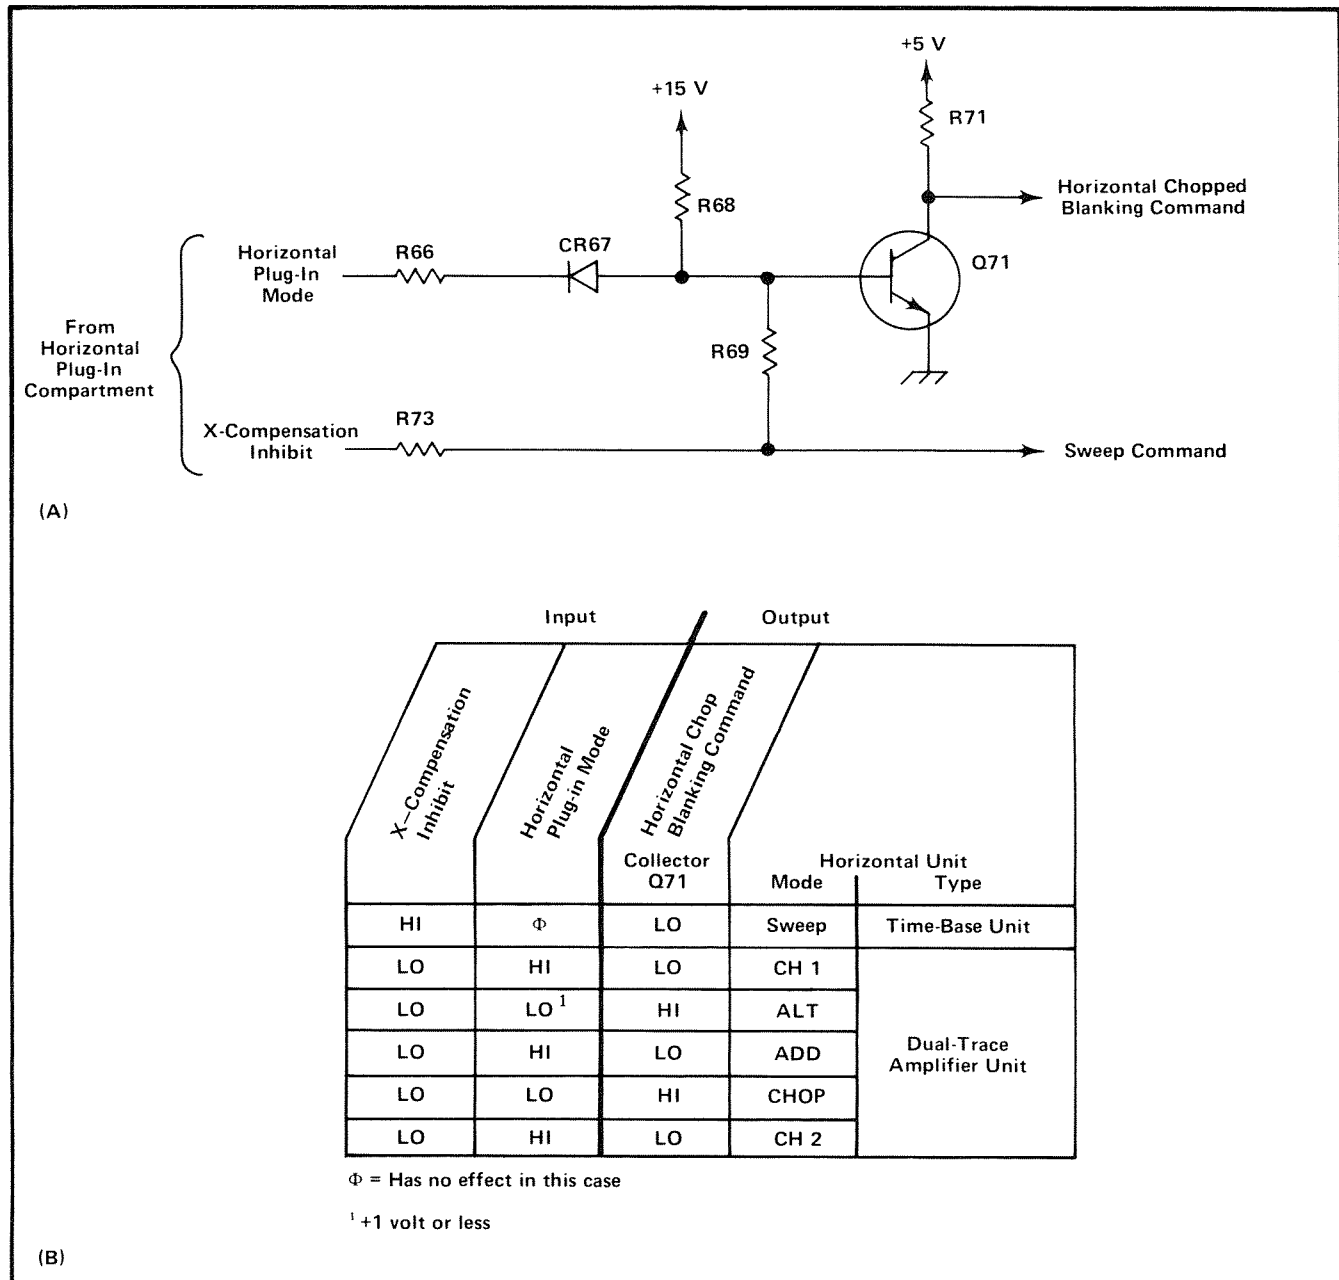 +5 V
+15 V
R71
R68
Horizontal Chopped
Blanking Command
Horizontal
Plug-In
Mode
R66
CR67
Q71
From
Horizontal
Plug-In
Compartment
R69
X-Compensation
Inhibit
R73
Sweep Command
(A)
Input
Output
X–Compensation
Inhibit
Horizontal
Plug-in Mode
Horizontal Chop
Blanking Command
Collector
Q71
Horizontal Unit
Mode
Type
HI Φ LO Sweep Time-Base Unit
LO HI LO CH 1
LO LO¹ HI ALT
LO HI LO ADD
Dual-Trace
Amplifier Unit
LO LO HI CHOP
LO HI LO CH 2
Φ = Has no effect in this case
¹ +1 volt or less
(B)